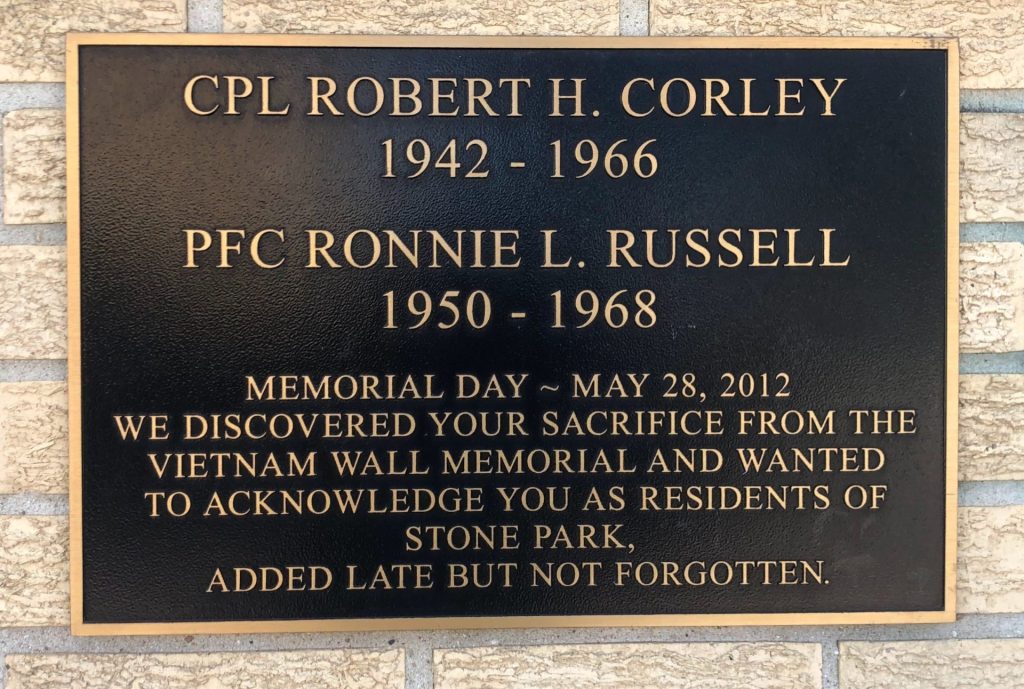 CPL ROBERT H. CORLEY
1942 - 1966
PFC RONNIE L. RUSSELL
1950 - 1968
MEMORIAL DAY ~ MAY 28, 2012
WE DISCOVERED YOUR SACRIFICE FROM THE
VIETNAM WALL MEMORIAL AND WANTED
TO ACKNOWLEDGE YOU AS RESIDENTS OF
STONE PARK,
ADDED LATE BUT NOT FORGOTTEN.